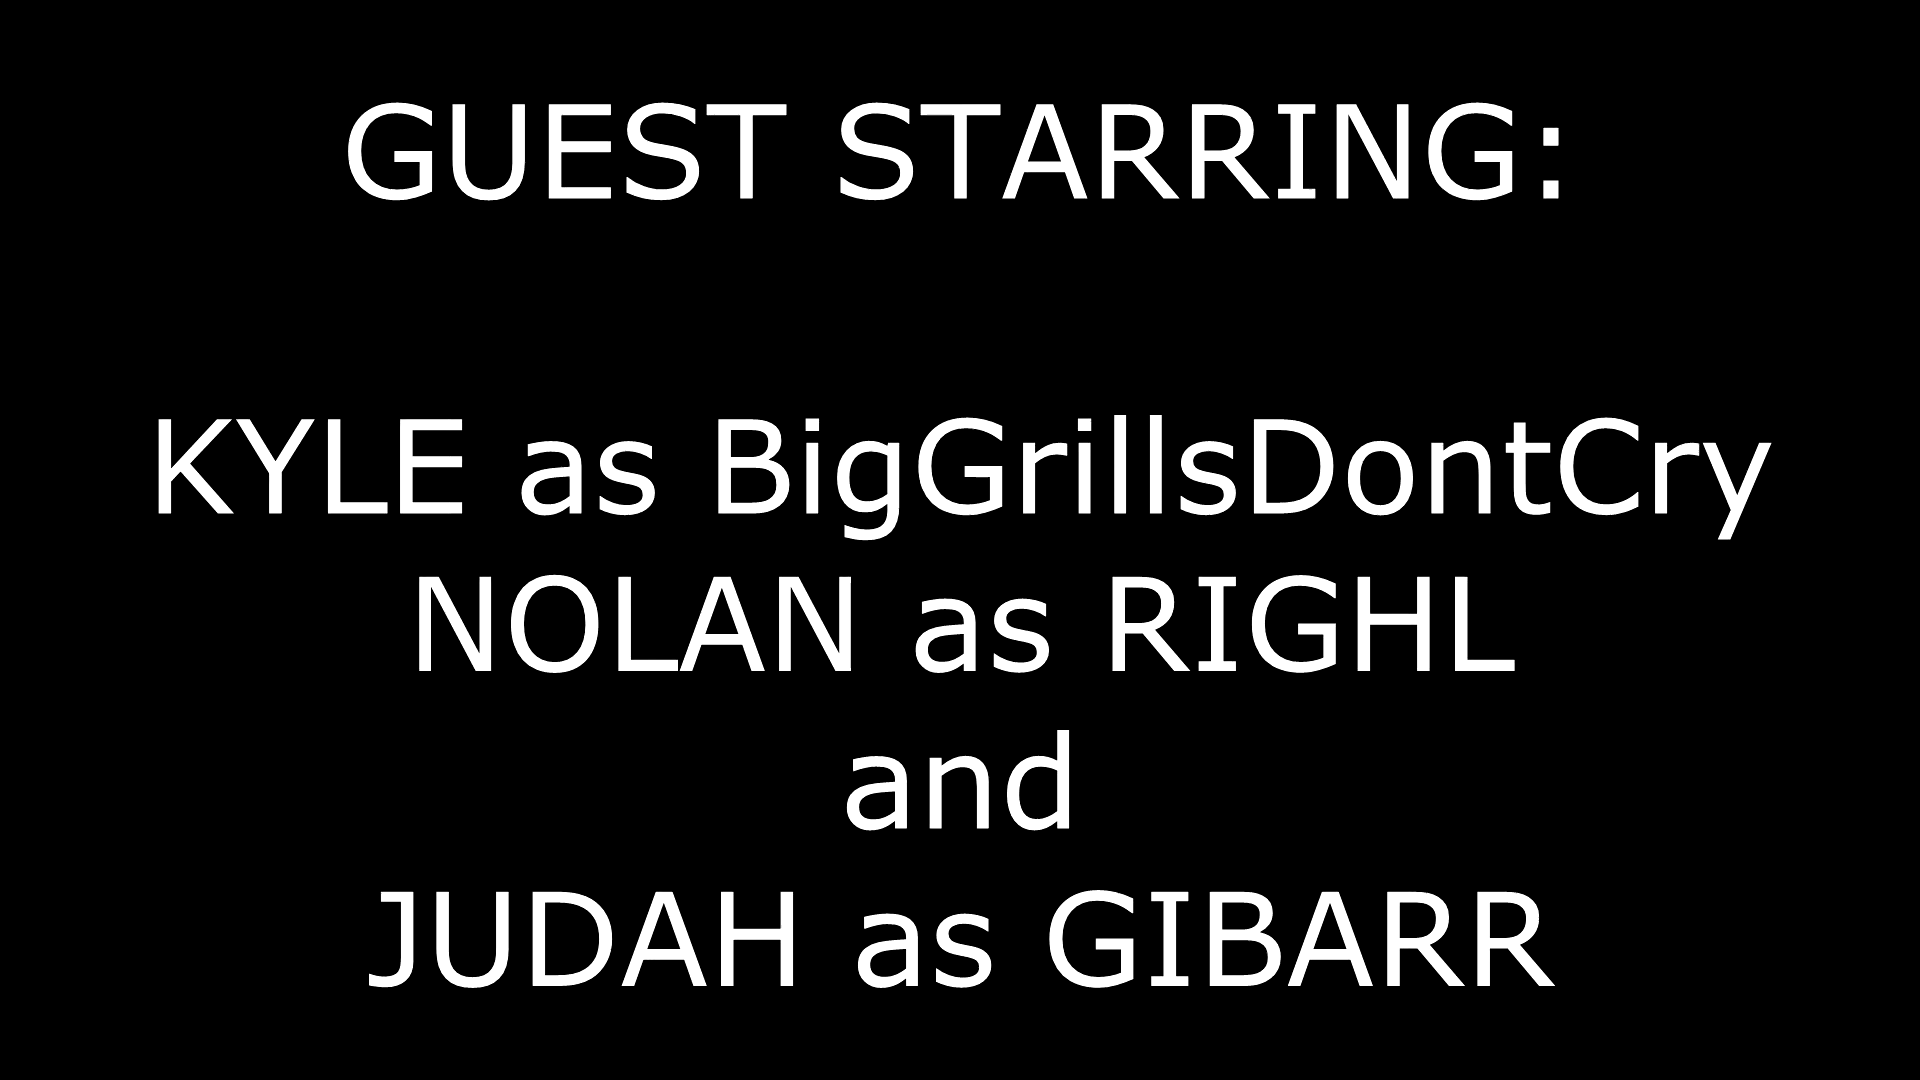 GUEST STARRING:
KYLE as BigGrillsDontCry
NOLAN as RIGHL
and
JUDAH as GIBARR